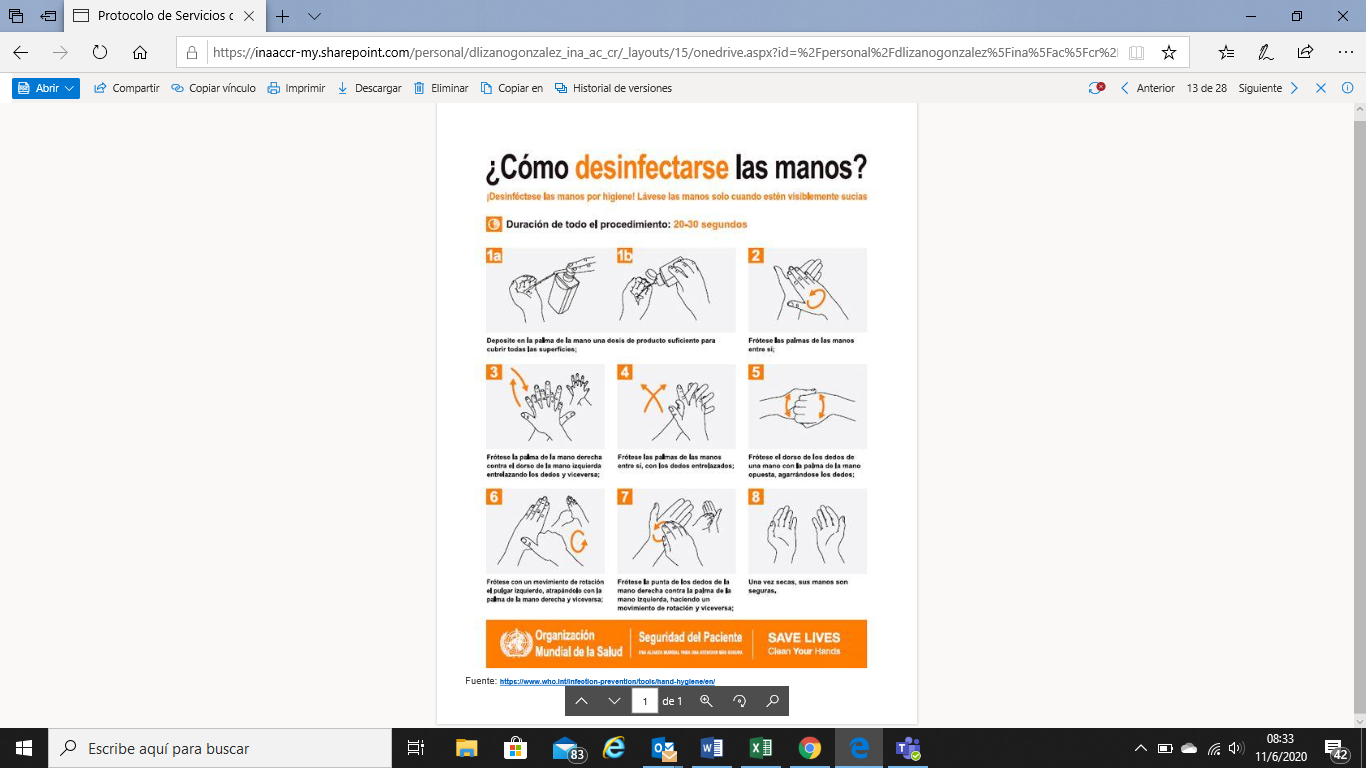 Protocolo de Servicios c
https://inaaccr-my.sharepoint.com/personal/dlizanogonzalez_ina_ac_cr/_layouts/15/onedrive.aspx?id=%2Fpersonal%2Fdlizanogonzalez%5Fina%5Fac%5Fcr%2
Abrir Compartir Copiar vínculo Imprimir Descargar Eliminar Copiar en Historial de versiones Anterior 13 de 28 Siguiente
¿Cómo desinfectarse las manos?
¡Desinféctese las manos por higiene! Lávese las manos solo cuando estén visiblemente sucias
Duración de todo el procedimiento: 20-30 segundos
1a 1b 2
Deposite en la palma de la mano una dosis de producto suficiente para
cubrir todas las superficies;
Frótese las palmas de las manos
entre sí;
3 4 5
Frótese la palma de la mano derecha
contra el dorso de la mano izquierda
entrelazando los dedos y viceversa;
Frótese las palmas de las manos
entre sí, con los dedos entrelazados;
Frótese el dorso de los dedos de
una mano con la palma de la mano
opuesta, agarrándose los dedos;
6 7 8
Frótese con un movimiento de rotación
el pulgar izquierdo, atrapándolo con la
palma de la mano derecha y viceversa;
Frótese la punta de los dedos de la
mano derecha contra la palma de la
mano izquierda, haciendo un
movimiento de rotación y viceversa;
Una vez secas, sus manos son
seguras.
Organización
Mundial de la Salud
Seguridad del Paciente
UNA ALIANZA MUNDIAL PARA UNA ATENCIÓN MÁS SEGURA
SAVE LIVES
Clean Your Hands
Fuente: https://www.who.int/infection-prevention/tools/hand-hygiene/en/
1 de 1
Escribe aquí para buscar
83
08:33
11/6/2020
42